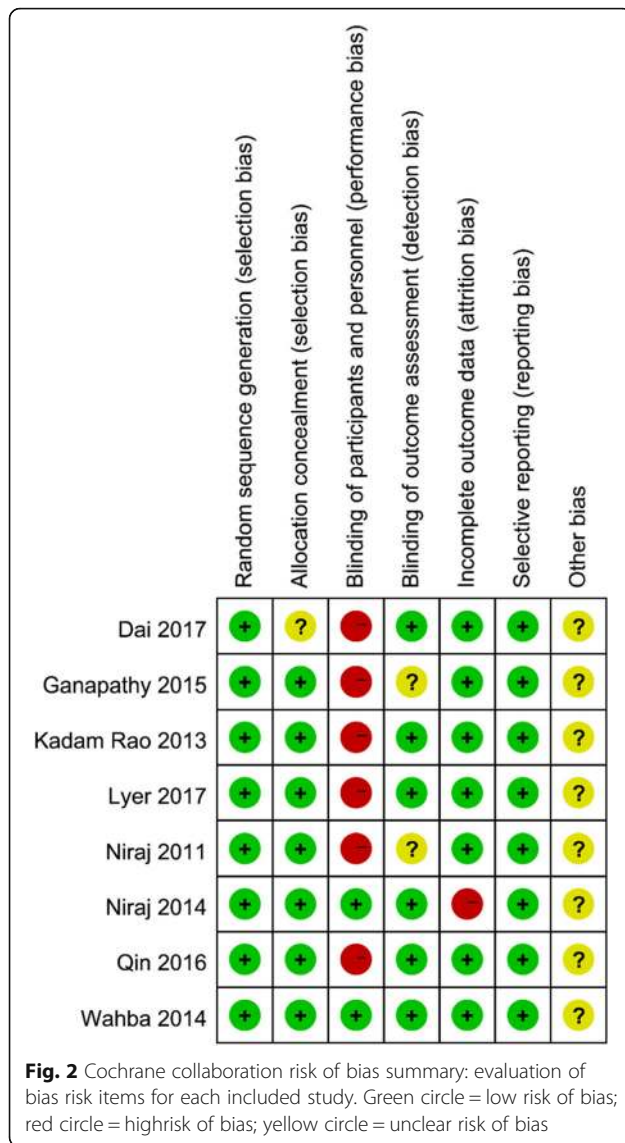 Random sequence generation (selection bias)
Allocation concealment (selection bias)
Blinding of participants and personnel (performance bias)
Blinding of outcome assessment (detection bias)
Incomplete outcome data (attrition bias)
Selective reporting (reporting bias)
Other bias
Dai 2017 + ? − + + + ?
Ganapathy 2015 + + − ? + + ?
Kadam Rao 2013 + + − + + + ?
Lyer 2017 + + − + + + ?
Niraj 2011 + + − ? + + ?
Niraj 2014 + + + + − + ?
Qin 2016 + + − + + + ?
Wahba 2014 + + + + + + ?
Fig. 2 Cochrane collaboration risk of bias summary: evaluation of
bias risk items for each included study. Green circle = low risk of bias;
red circle = highrisk of bias; yellow circle = unclear risk of bias